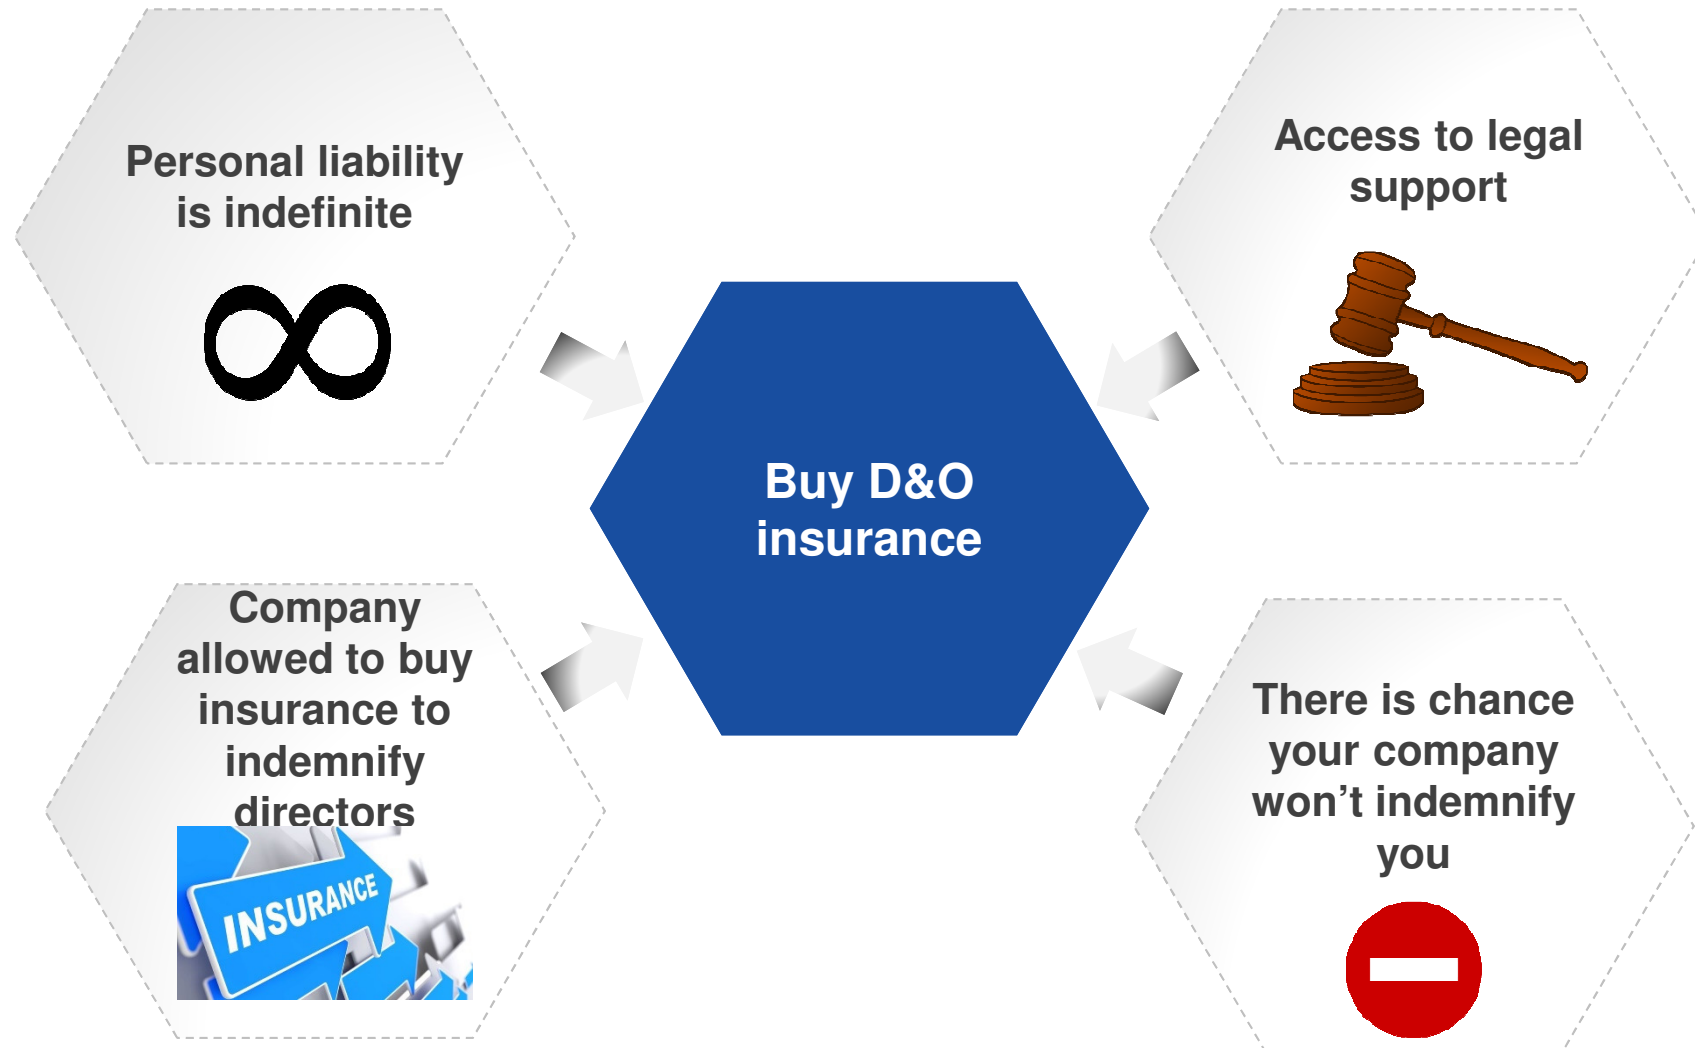 Personal liability
is indefinite
Access to legal
support
Buy D&O
insurance
Company
allowed to buy
insurance to
indemnify
directors
INSURANCE
There is chance
your company
won’t indemnify
you